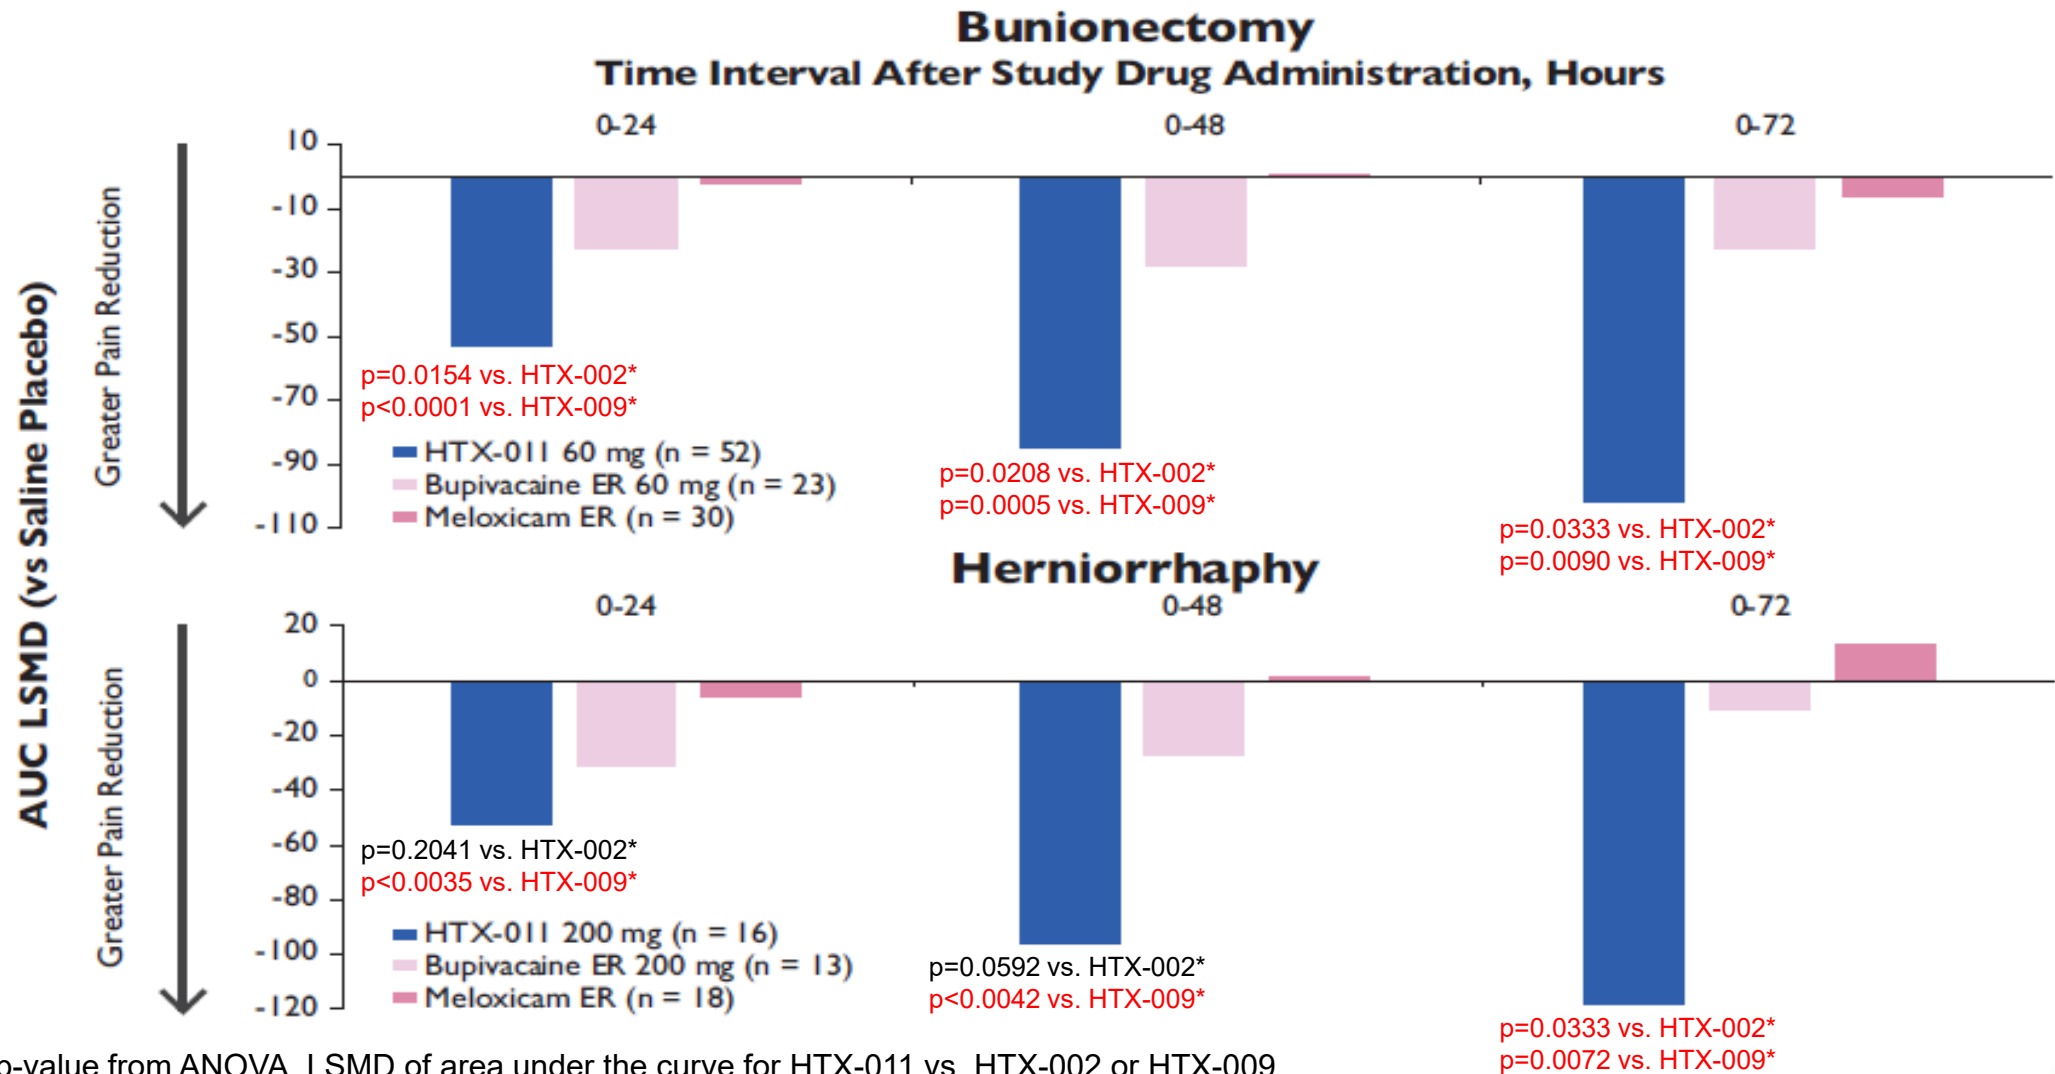 Bunionectomy
Time Interval After Study Drug Administration, Hours
0-24 0-48 0-72
AUC LSMD (vs Saline Placebo)
Greater Pain Reduction
10
-10
-30
-50
-70
-90
-110
p=0.0154 vs. HTX-002*
p<0.0001 vs. HTX-009*
HTX-011 60 mg (n = 52)
Bupivacaine ER 60 mg (n = 23)
Meloxicam ER (n = 30)
p=0.0208 vs. HTX-002*
p=0.0005 vs. HTX-009*
p=0.0333 vs. HTX-002*
p=0.0090 vs. HTX-009*
Herniorrhaphy
0-24 0-48 0-72
Greater Pain Reduction
20
0
-20
-40
-60
-80
-100
-120
p=0.2041 vs. HTX-002*
p<0.0035 vs. HTX-009*
HTX-011 200 mg (n = 16)
Bupivacaine ER 200 mg (n = 13)
Meloxicam ER (n = 18)
p=0.0592 vs. HTX-002*
p<0.0042 vs. HTX-009*
p=0.0333 vs. HTX-002*
p=0.0072 vs. HTX-009*
p-value from ANOVA. LSMD of area under the curve for HTX-011 vs. HTX-002 or HTX-009